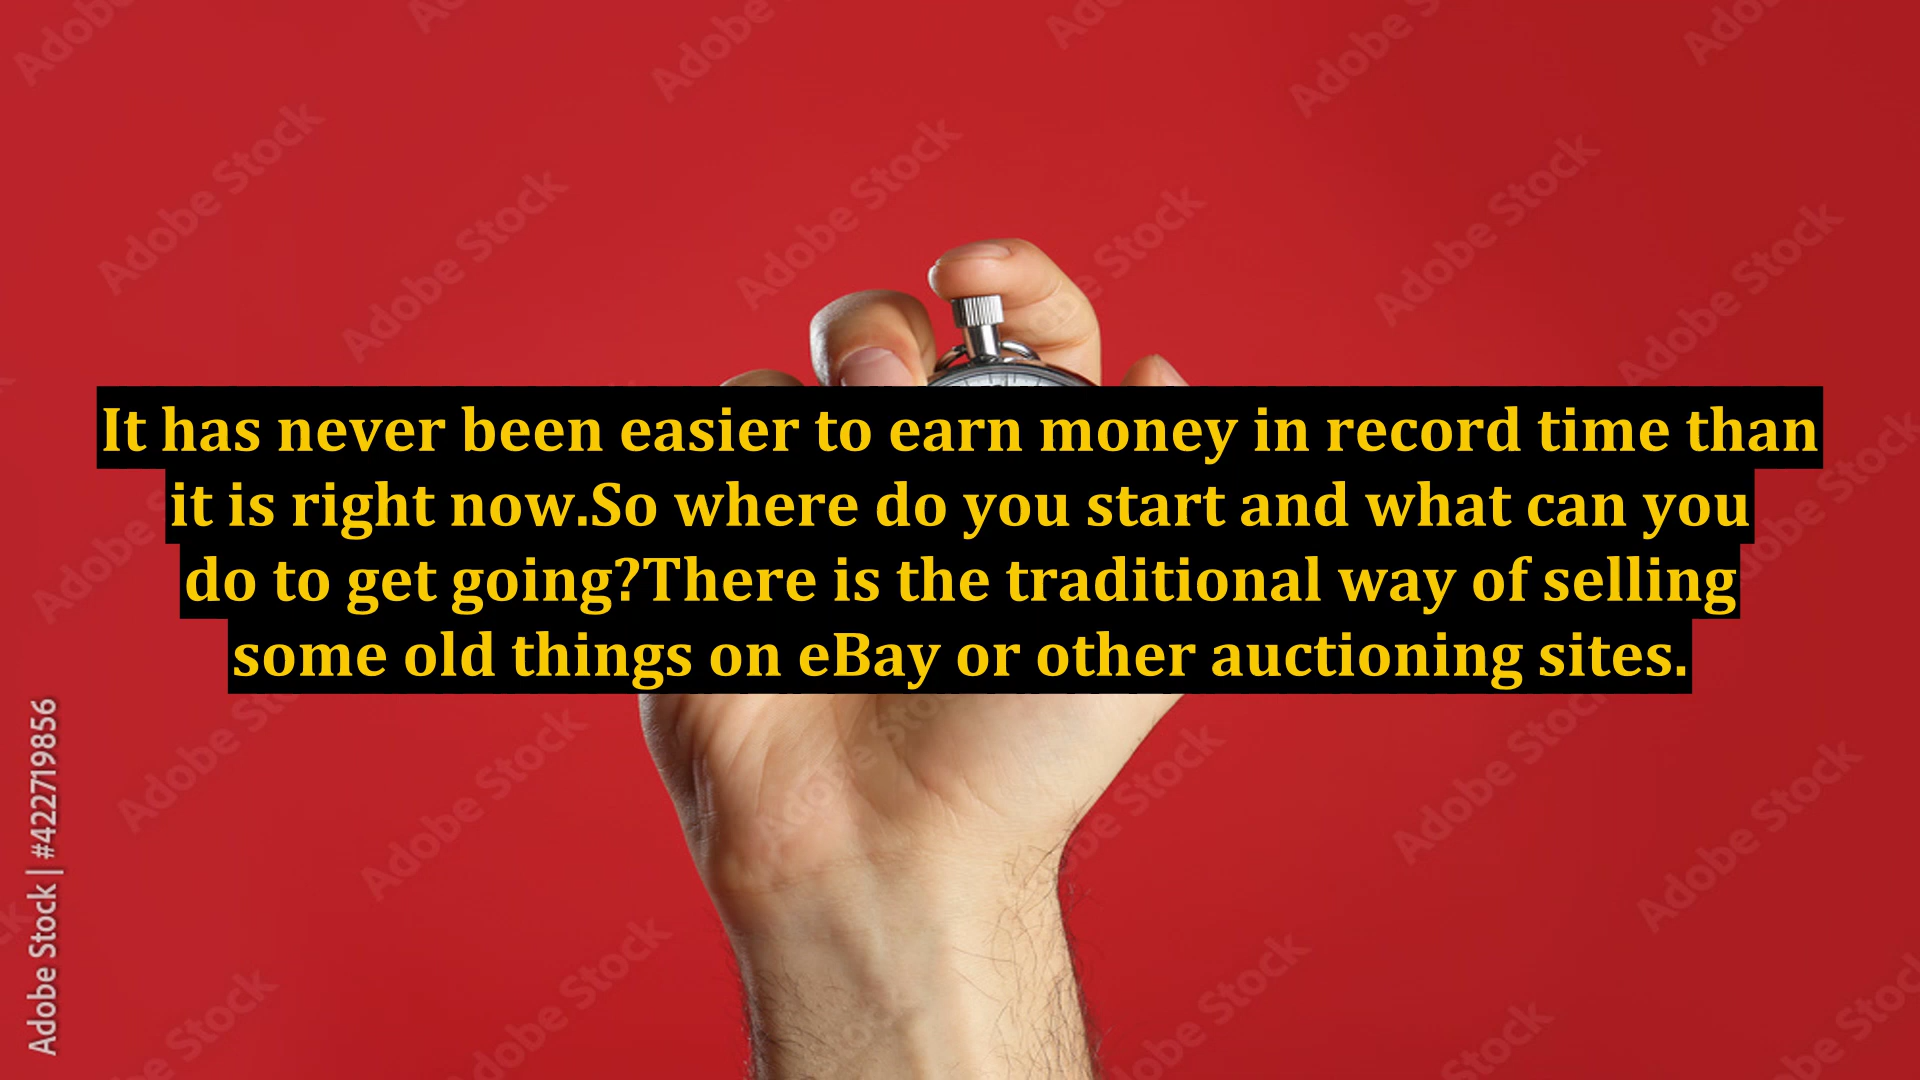 It has never been easier to earn money in record time than
it is right now.So where do you start and what can you
do to get going?There is the traditional way of selling
some old things on eBay or other auctioning sites.
Adobe Stock | #422719856
Adobe Stock